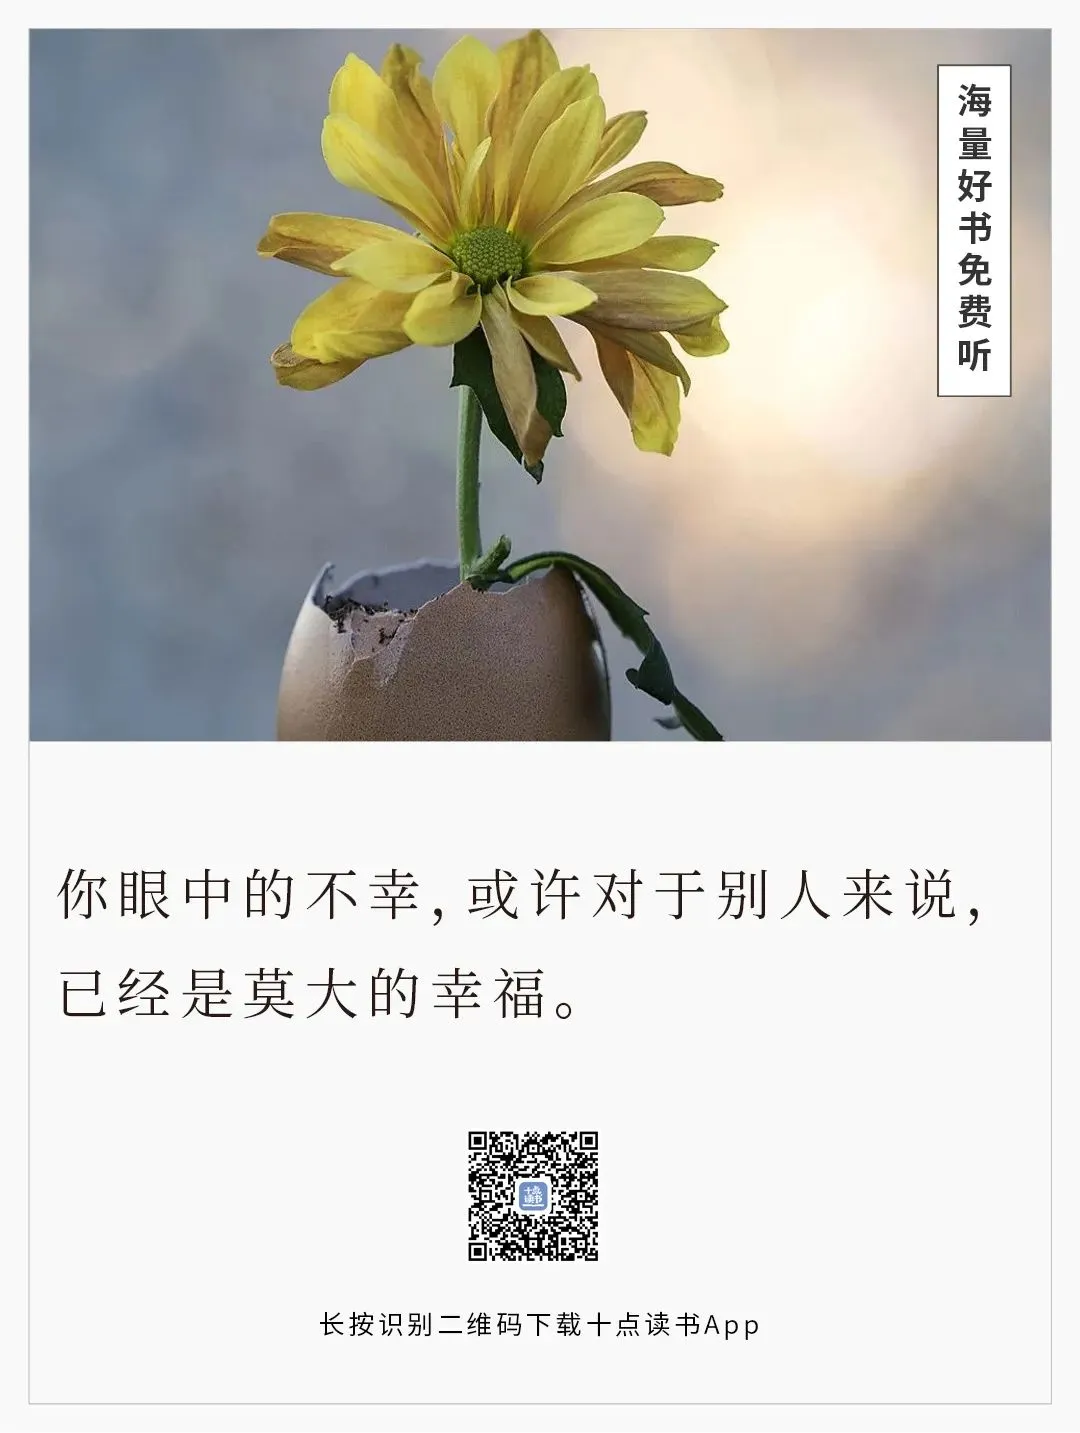 海量好书免费听
你眼中的不幸，或许对于别人来说，
已经是莫大的幸福。
十点
读书
长按识别二维码下载十点读书App